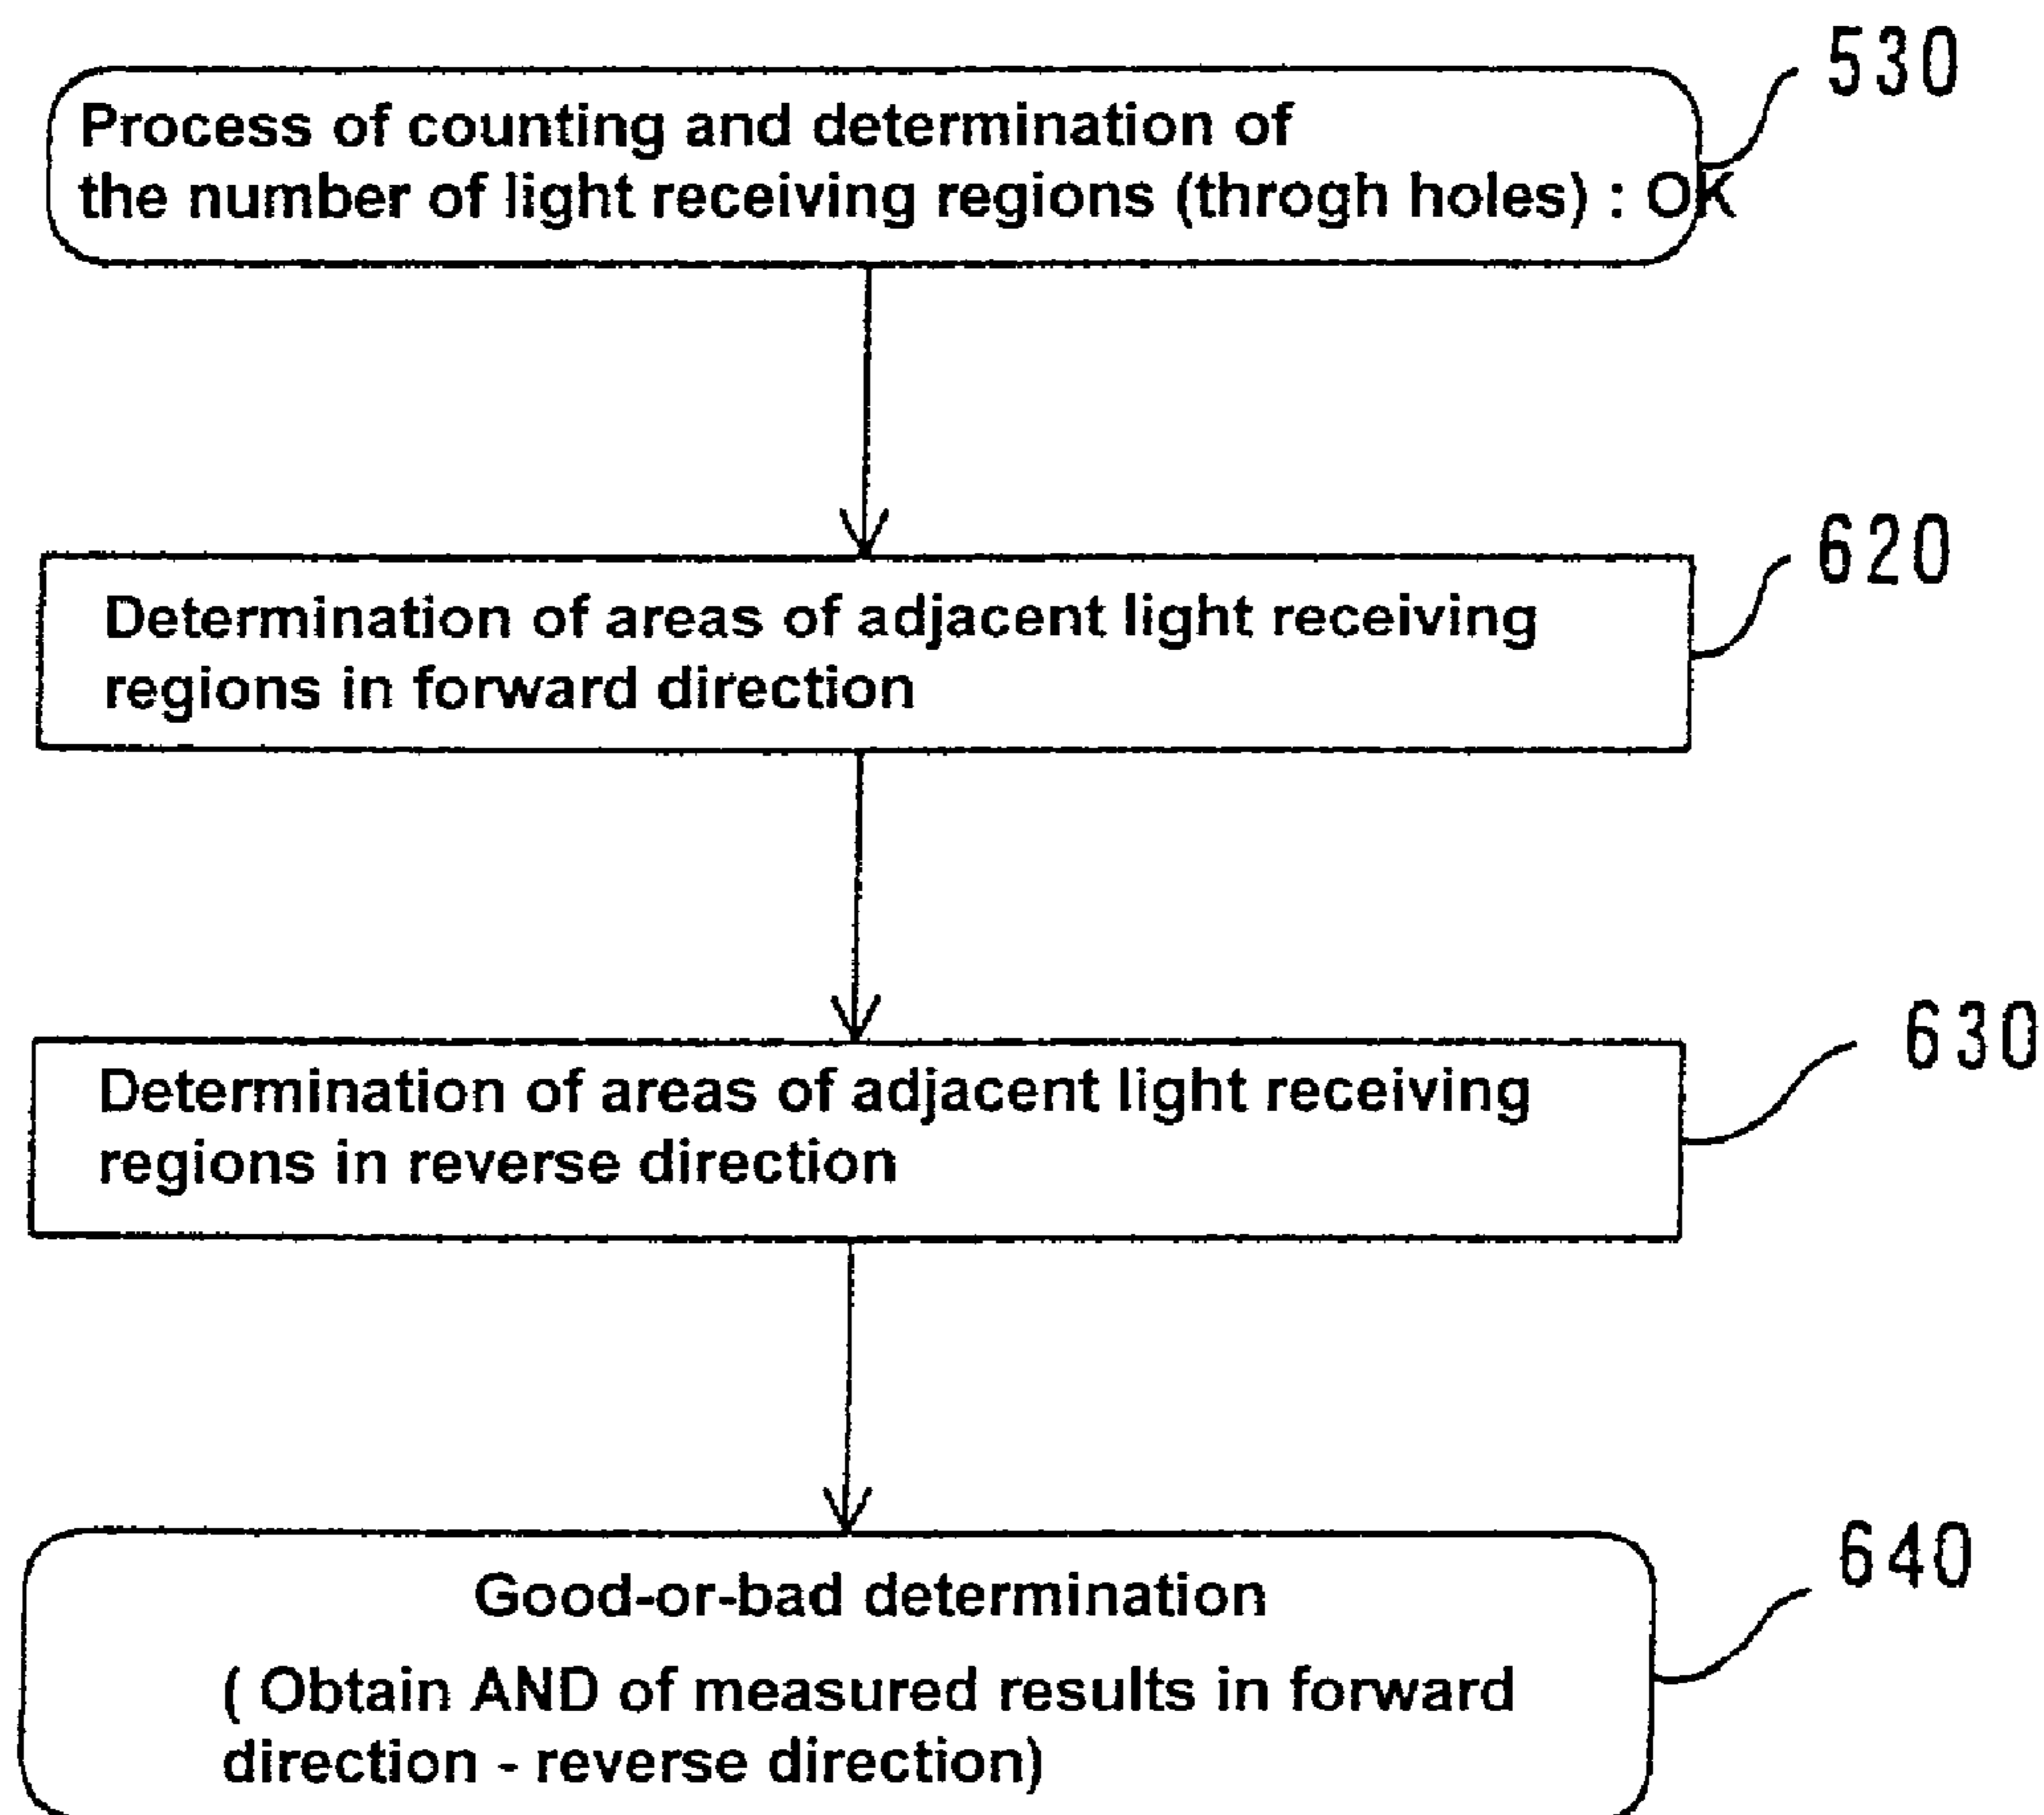 530
Process of counting and determination of
the number of light receiving regions (throgh holes) : OK
620
Determination of areas of adjacent light receiving
regions in forward direction
630
Determination of areas of adjacent light receiving
regions in reverse direction
640
Good-or-bad determination
( Obtain AND of measured results in forward
direction - reverse direction)